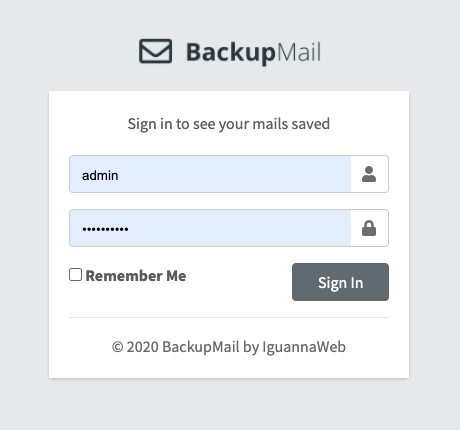 BackupMail
Sign in to see your mails saved
admin
••••••••••
Remember Me
Sign In
© 2020 BackupMail by IguannaWeb